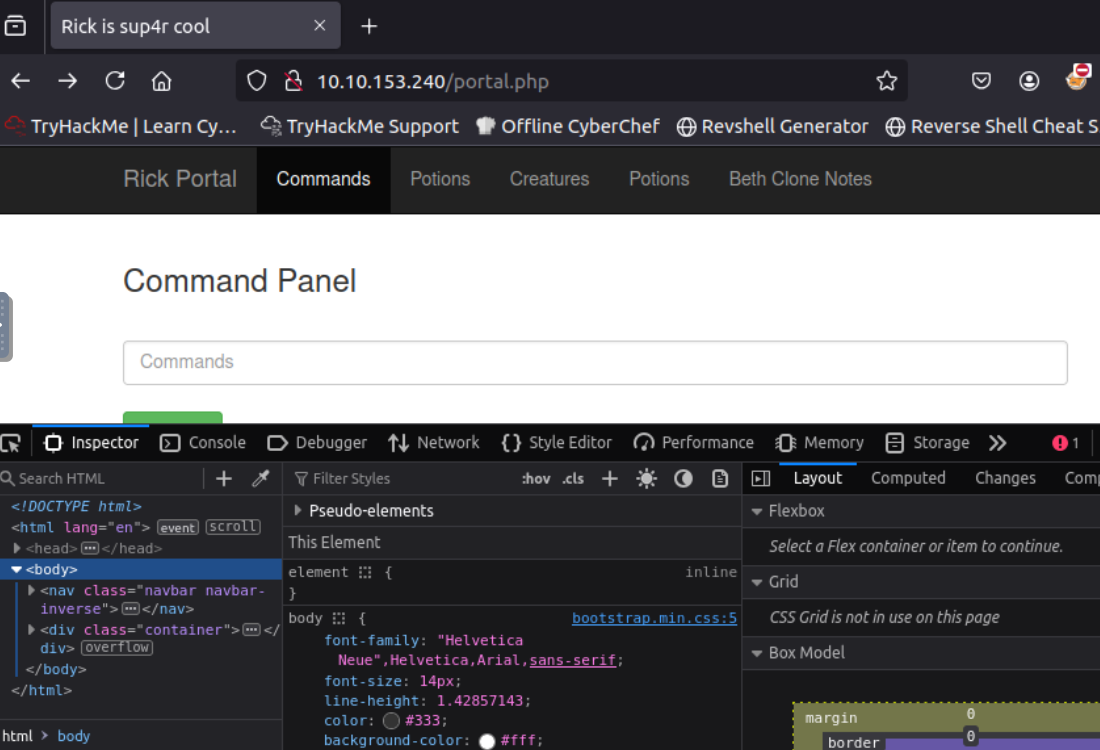 Rick is sup4r cool
10.10.153.240/portal.php
TryHackMe | Learn Cy... TryHackMe Support Offline CyberChef Revshell Generator Reverse Shell Cheat S
Rick Portal Commands Potions Creatures Potions Beth Clone Notes
Command Panel
Commands
Inspector Console Debugger Network Style Editor Performance Memory Storage 1
Search HTML
<!DOCTYPE html>
<html lang="en"> event scroll
<head> ... </head>
<body>
<nav class="navbar navbar-
inverse"> ... </nav>
<div class="container"> ... </
div> overflow
</body>
</html>
html > body
Filter Styles :hov .cls
Pseudo-elements
This Element
element { inline
}
body { bootstrap.min.css:5
font-family: "Helvetica
Neue",Helvetica,Arial,sans-serif;
font-size: 14px;
line-height: 1.42857143;
color: #333;
background-color: #fff;
Layout Computed Changes Com
Flexbox
Select a Flex container or item to continue.
Grid
CSS Grid is not in use on this page
Box Model
margin 0
border 0